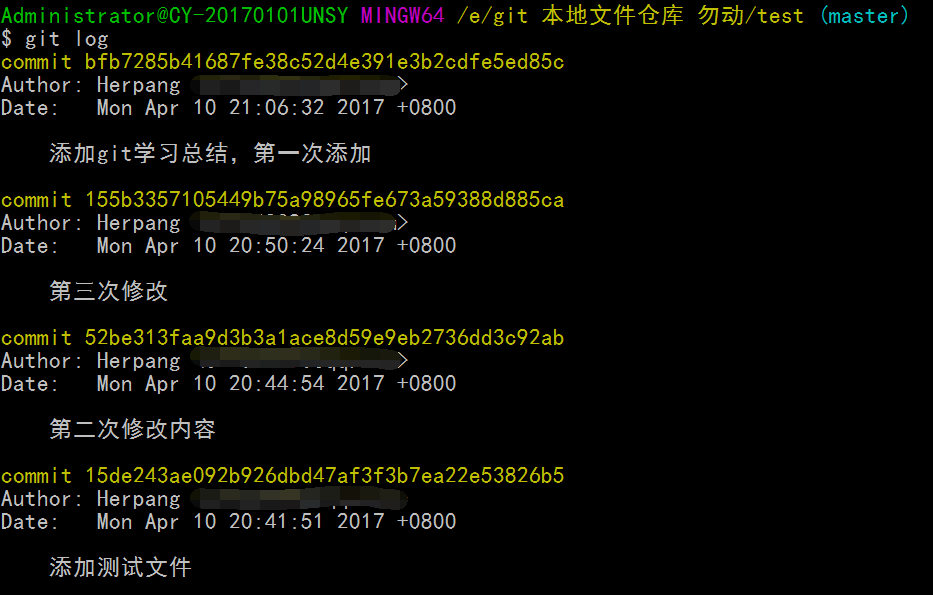 Administrator@CY-20170101UNSY MINGW64 /e/git 本地文件仓库 勿动/test (master)
$ git log
commit bfb7285b41687fe38c52d4e391e3b2cdfe5ed85c
Author: Herpang >
Date:   Mon Apr 10 21:06:32 2017 +0800
添加git学习总结，第一次添加
commit 155b3357105449b75a98965fe673a59388d885ca
Author: Herpang >
Date:   Mon Apr 10 20:50:24 2017 +0800
第三次修改
commit 52be313faa9d3b3a1ace8d59e9eb2736dd3c92ab
Author: Herpang >
Date:   Mon Apr 10 20:44:54 2017 +0800
第二次修改内容
commit 15de243ae092b926dbd47af3f3b7ea22e53826b5
Author: Herpang
Date:   Mon Apr 10 20:41:51 2017 +0800
添加测试文件